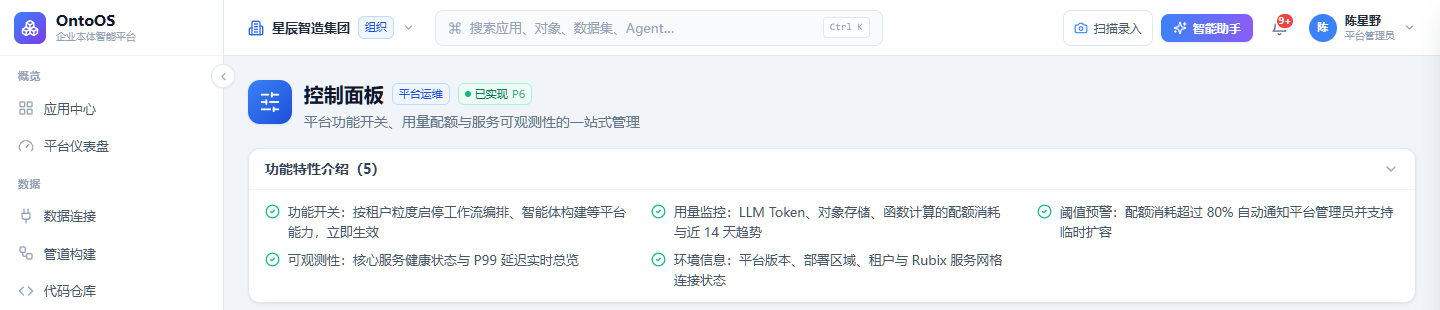 OntoOS
企业本体智能平台
星辰智造集团 组织
搜索应用、对象、数据集、Agent... Ctrl K
扫描录入
智能助手
9+
陈
陈星野
平台管理员
概览
应用中心
平台仪表盘
数据
数据连接
管道构建
代码仓库
控制面板 平台运维 已实现 P6
平台功能开关、用量配额与服务可观测性的一站式管理
功能特性介绍（5）
功能开关：按租户粒度启停工作流编排、智能体构建等平台
能力，立即生效
用量监控：LLM Token、对象存储、函数计算的配额消耗
与近 14 天趋势
阈值预警：配额消耗超过 80% 自动通知平台管理员并支持
临时扩容
可观测性：核心服务健康状态与 P99 延迟实时总览
环境信息：平台版本、部署区域、租户与 Rubix 服务网格
连接状态